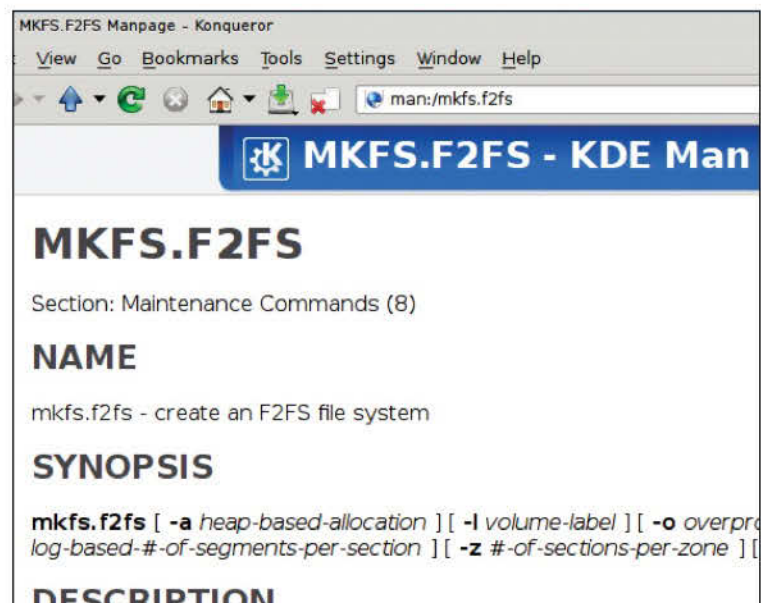 MKFS.F2FS Manpage - Konqueror
View Go Bookmarks Tools Settings Window Help
man:/mkfs.f2fs
MKFS.F2FS - KDE Man
MKFS.F2FS
Section: Maintenance Commands (8)
NAME
mkfs.f2fs - create an F2FS file system
SYNOPSIS
mkfs.f2fs [ -a heap-based-allocation ] [ -l volume-label ] [ -o overpro
log-based-#-of-segments-per-section ] [ -z #-of-sections-per-zone ] [
DESCRIPTION